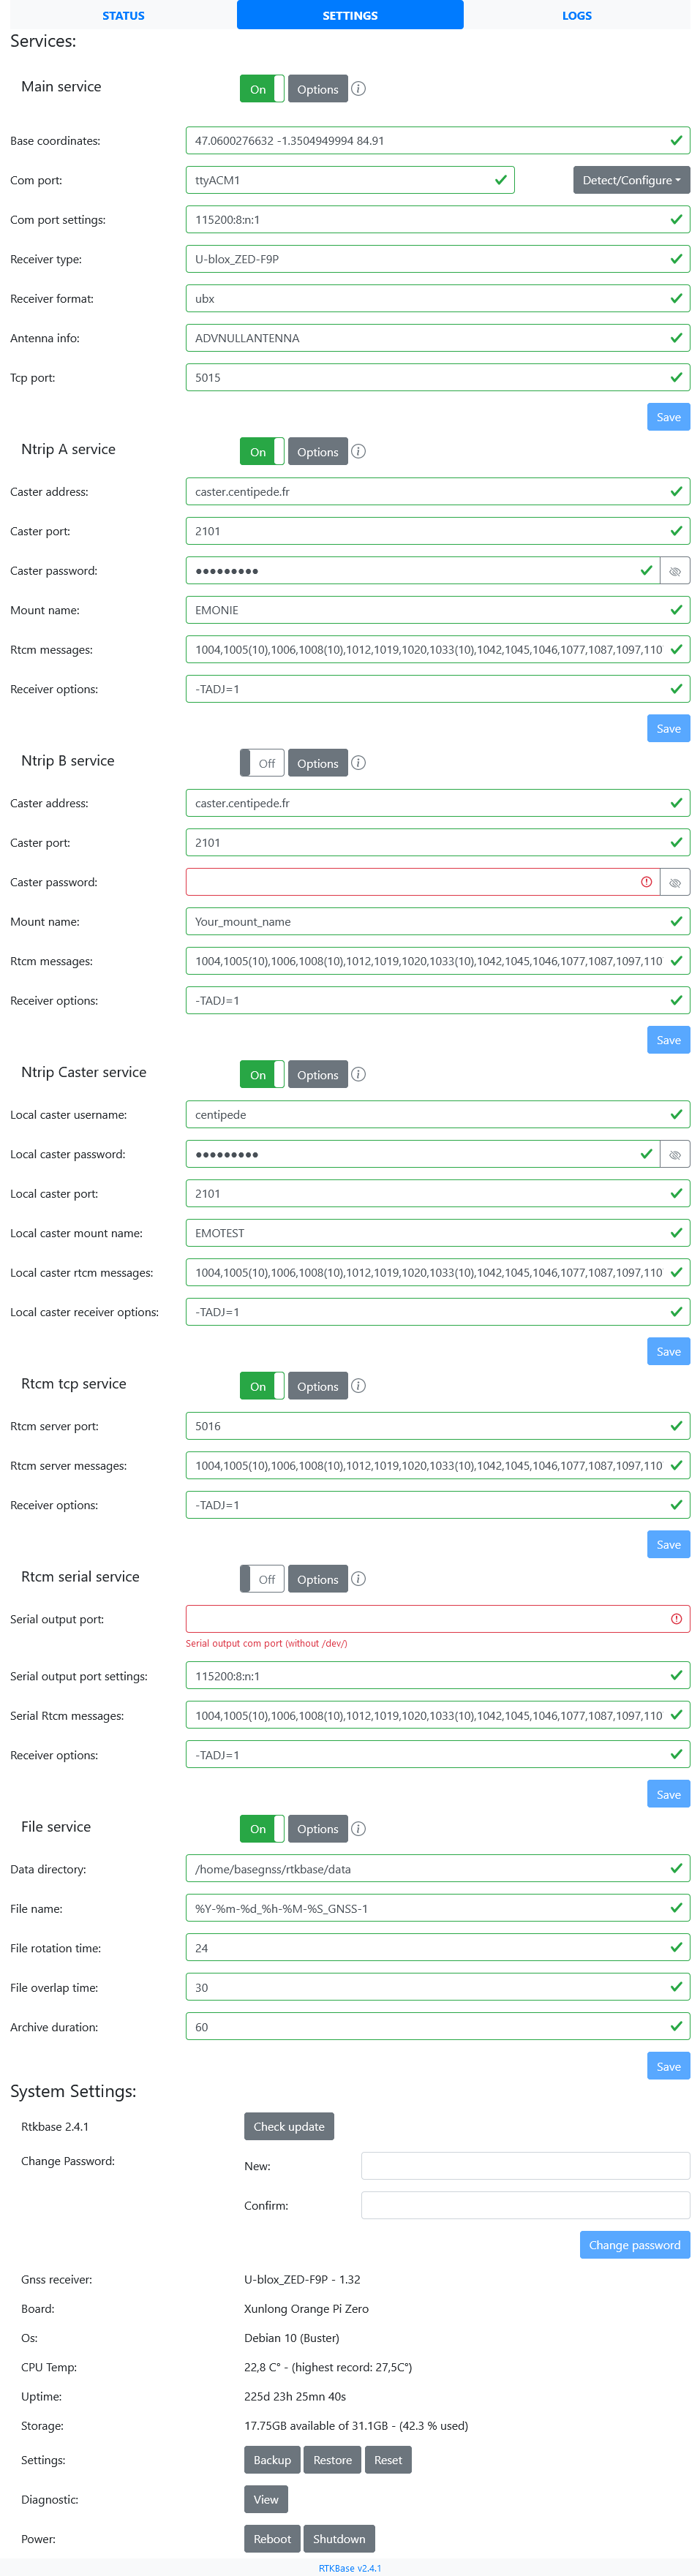 STATUS SETTINGS LOGS
Services:
Main service On Options
Base coordinates: 47.0600276632 -1.3504949994 84.91
Com port: ttyACM1 Detect/Configure
Com port settings: 115200:8:n:1
Receiver type: U-blox_ZED-F9P
Receiver format: ubx
Antenna info: ADVNULLANTENNA
Tcp port: 5015
Save
Ntrip A service On Options
Caster address: caster.centipede.fr
Caster port: 2101
Caster password: ●●●●●●●●●
Mount name: EMONIE
Rtcm messages: 1004,1005(10),1006,1008(10),1012,1019,1020,1033(10),1042,1045,1046,1077,1087,1097,110
Receiver options: -TADJ=1
Save
Ntrip B service Off Options
Caster address: caster.centipede.fr
Caster port: 2101
Caster password:
Mount name: Your_mount_name
Rtcm messages: 1004,1005(10),1006,1008(10),1012,1019,1020,1033(10),1042,1045,1046,1077,1087,1097,110
Receiver options: -TADJ=1
Save
Ntrip Caster service On Options
Local caster username: centipede
Local caster password: ●●●●●●●●●
Local caster port: 2101
Local caster mount name: EMOTEST
Local caster rtcm messages: 1004,1005(10),1006,1008(10),1012,1019,1020,1033(10),1042,1045,1046,1077,1087,1097,110
Local caster receiver options: -TADJ=1
Save
Rtcm tcp service On Options
Rtcm server port: 5016
Rtcm server messages: 1004,1005(10),1006,1008(10),1012,1019,1020,1033(10),1042,1045,1046,1077,1087,1097,110
Receiver options: -TADJ=1
Save
Rtcm serial service Off Options
Serial output port:
Serial output com port (without /dev/)
Serial output port settings: 115200:8:n:1
Serial Rtcm messages: 1004,1005(10),1006,1008(10),1012,1019,1020,1033(10),1042,1045,1046,1077,1087,1097,110
Receiver options: -TADJ=1
Save
File service On Options
Data directory: /home/basegnss/rtkbase/data
File name: %Y-%m-%d_%h-%M-%S_GNSS-1
File rotation time: 24
File overlap time: 30
Archive duration: 60
Save
System Settings:
Rtkbase 2.4.1 Check update
Change Password: New:
Confirm:
Change password
Gnss receiver: U-blox_ZED-F9P - 1.32
Board: Xunlong Orange Pi Zero
Os: Debian 10 (Buster)
CPU Temp: 22,8 C° - (highest record: 27,5C°)
Uptime: 225d 23h 25mn 40s
Storage: 17.75GB available of 31.1GB - (42.3 % used)
Settings: Backup Restore Reset
Diagnostic: View
Power: Reboot Shutdown
RTKBase v2.4.1